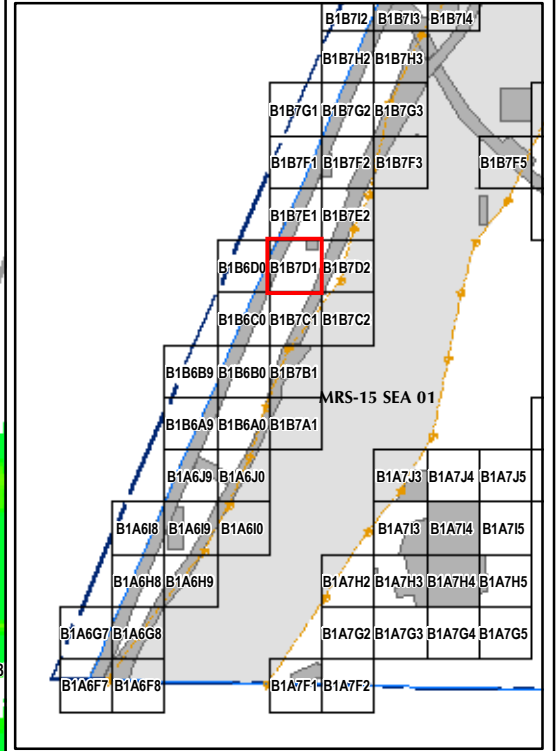 B1B7I2 B1B7I3 B1B7I4
B1B7H2 B1B7H3
B1B7G1 B1B7G2 B1B7G3
B1B7F1 B1B7F2 B1B7F3 B1B7F5
B1B7E1 B1B7E2
B1B6D0 B1B7D1 B1B7D2
B1B6C0 B1B7C1 B1B7C2
B1B6B9 B1B6B0 B1B7B1
MRS-15 SEA 01
B1B6A9 B1B6A0 B1B7A1
B1A6J9 B1A6J0 B1A7J3 B1A7J4 B1A7J5
B1A6I8 B1A6I9 B1A6I0 B1A7I3 B1A7I4 B1A7I5
B1A6H8 B1A6H9 B1A7H2 B1A7H3 B1A7H4 B1A7H5
B1A6G7 B1A6G8 B1A7G2 B1A7G3 B1A7G4 B1A7G5
B1A6F7 B1A6F8 B1A7F1 B1A7F2